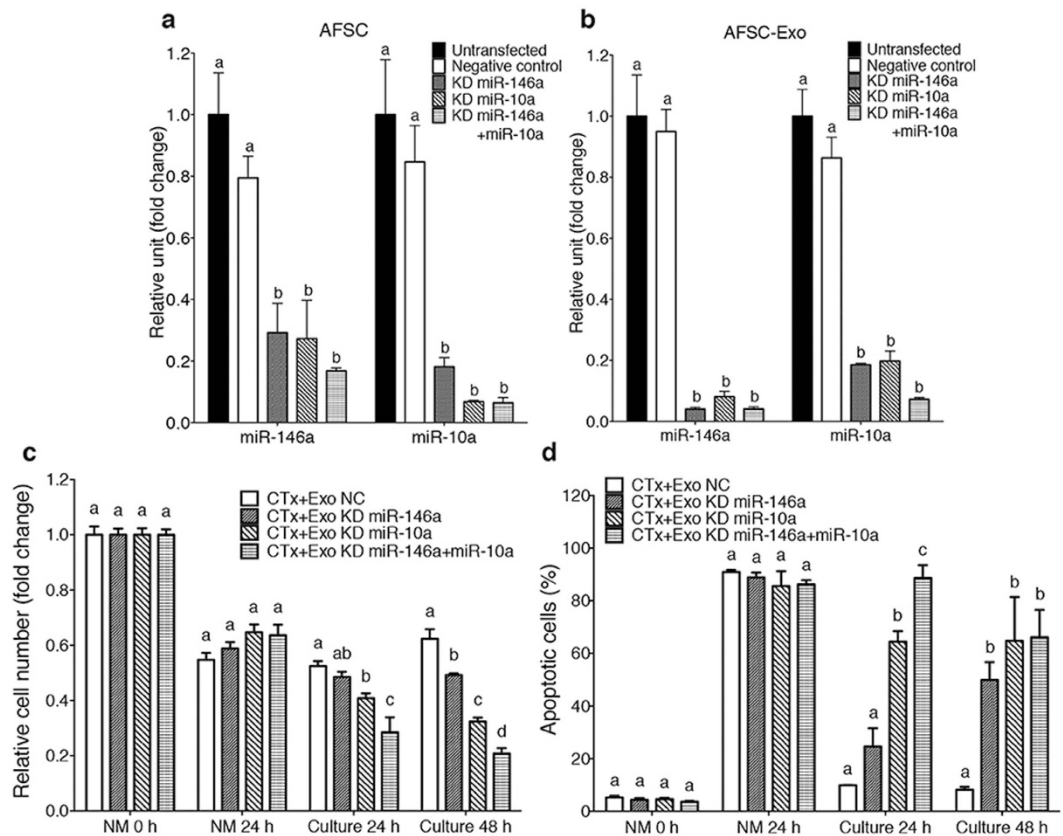 a
AFSC
Relative unit (fold change)
1.2
1.0
0.8
0.6
0.4
0.2
0.0
Untransfected
Negative control
KD miR-146a
KD miR-10a
KD miR-146a
+miR-10a
a
a
b
b
b
a
a
b
b
b
miR-146a
miR-10a
b
AFSC-Exo
Relative unit (fold change)
1.2
1.0
0.8
0.6
0.4
0.2
0.0
Untransfected
Negative control
KD miR-146a
KD miR-10a
KD miR-146a
+miR-10a
a
a
b
b
b
a
a
b
b
b
miR-146a
miR-10a
c
Relative cell number (fold change)
1.2
1.0
0.8
0.6
0.4
0.2
0.0
CTx+Exo NC
CTx+Exo KD miR-146a
CTx+Exo KD miR-10a
CTx+Exo KD miR-146a+miR-10a
a a a a
a a a a
a ab b c
a b c d
NM 0 h
NM 24 h
Culture 24 h
Culture 48 h
d
Apoptotic cells (%)
120
100
80
60
40
20
0
CTx+Exo NC
CTx+Exo KD miR-146a
CTx+Exo KD miR-10a
CTx+Exo KD miR-146a+miR-10a
a a a a
a a a a
a a b c
a b b b
NM 0 h
NM 24 h
Culture 24 h
Culture 48 h